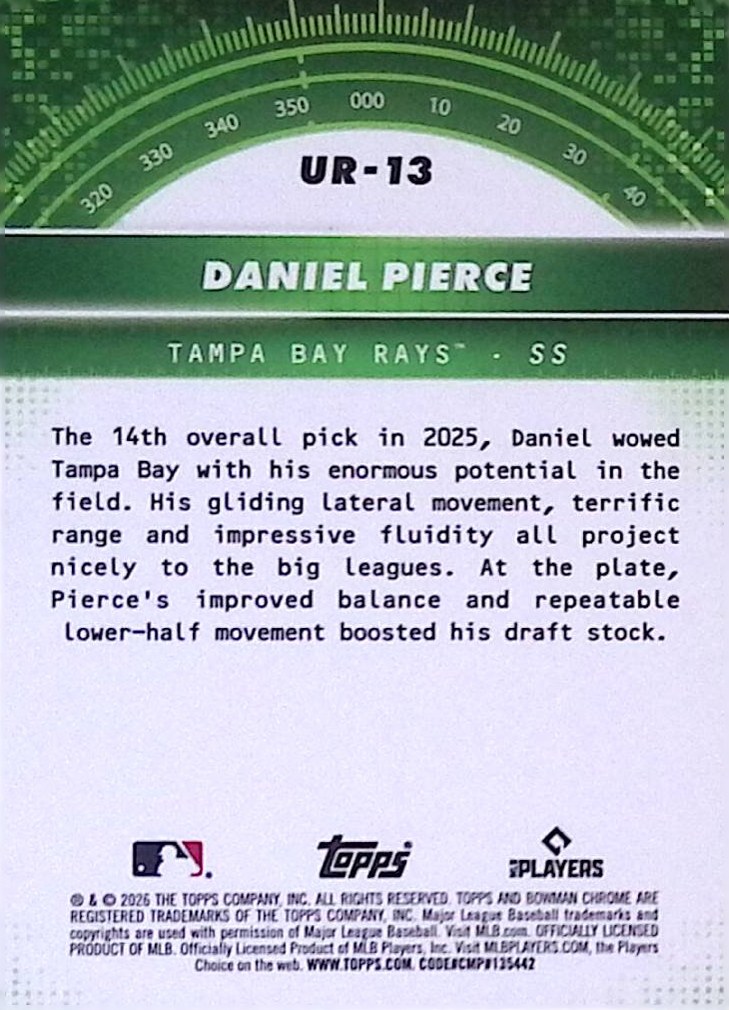 320 330 340 350 000 10 20 30 40
UR-13
DANIEL PIERCE
TAMPA BAY RAYS™ · SS
The 14th overall pick in 2025, Daniel wowed
Tampa Bay with his enormous potential in the
field. His gliding lateral movement, terrific
range and impressive fluidity all project
nicely to the big leagues. At the plate,
Pierce's improved balance and repeatable
lower-half movement boosted his draft stock.
topps
MLB PLAYERS
® & © 2026 THE TOPPS COMPANY, INC. ALL RIGHTS RESERVED. TOPPS AND BOWMAN CHROME ARE
REGISTERED TRADEMARKS OF THE TOPPS COMPANY, INC. Major League Baseball trademarks and
copyrights are used with permission of Major League Baseball. Visit MLB.com. OFFICIALLY LICENSED
PRODUCT OF MLB. Officially Licensed Product of MLB Players, Inc. Visit MLBPLAYERS.COM, the Players
Choice on the web. WWW.TOPPS.COM. CODE#CMP#135442